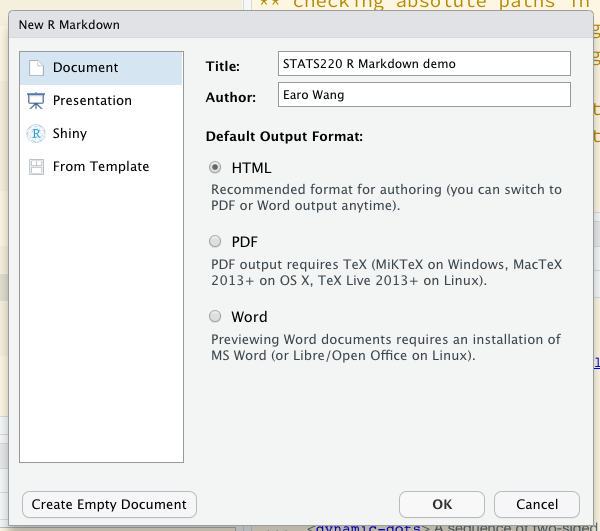 ** checking absolute paths in
New R Markdown
Document
Presentation
Shiny
From Template
Title:
STATS220 R Markdown demo
Author:
Earo Wang
Default Output Format:
HTML
Recommended format for authoring (you can switch to
PDF or Word output anytime).
PDF
PDF output requires TeX (MiKTeX on Windows, MacTeX
2013+ on OS X, TeX Live 2013+ on Linux).
Word
Previewing Word documents requires an installation of
MS Word (or Libre/Open Office on Linux).
Create Empty Document
OK
Cancel
<dynamic-dots> A sequence of two-sided